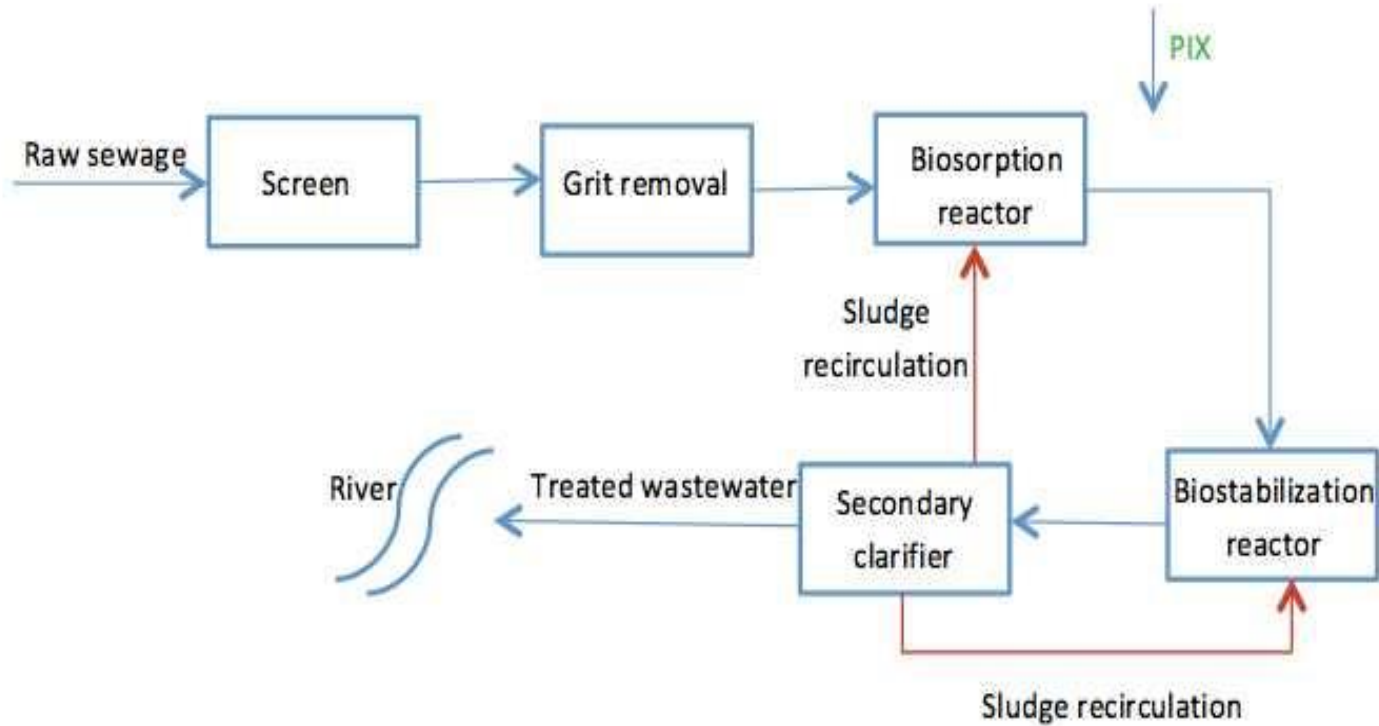 PIX
Raw sewage
Screen
Grit removal
Biosorption
reactor
Sludge
recirculation
River
Treated wastewater
Secondary
clarifier
Biostabilization
reactor
Sludge recirculation